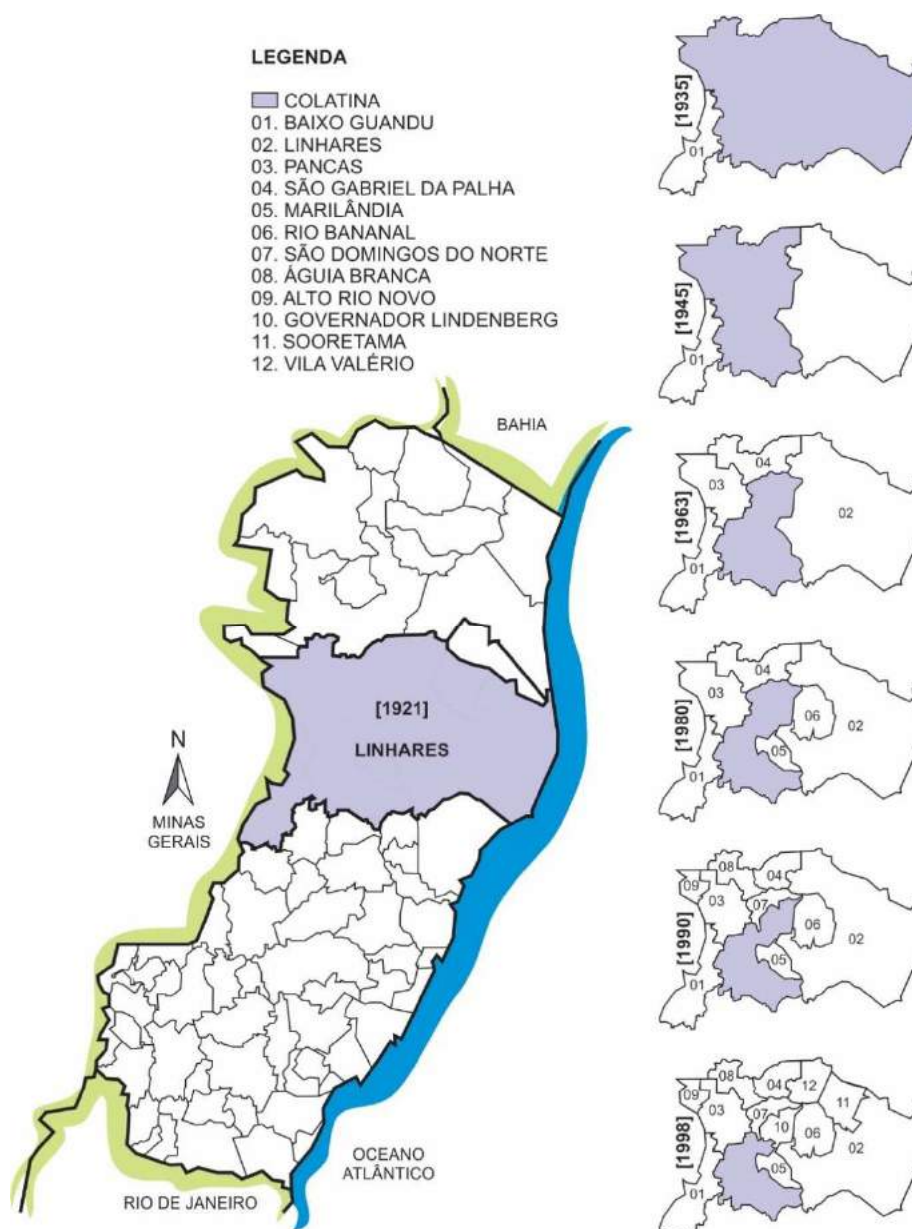 LEGENDA
COLATINA
01. BAIXO GUANDU
02. LINHARES
03. PANCAS
04. SÃO GABRIEL DA PALHA
05. MARILÂNDIA
06. RIO BANANAL
07. SÃO DOMINGOS DO NORTE
08. ÁGUIA BRANCA
09. ALTO RIO NOVO
10. GOVERNADOR LINDENBERG
11. SOORETAMA
12. VILA VALÉRIO
BAHIA
[1921]
LINHARES
N
MINAS
GERAIS
OCEANO
ATLÂNTICO
RIO DE JANEIRO
[1935]
01
[1945]
01
[1963]
04
03
02
01
[1980]
04
03
06
02
05
01
[1990]
08
09
04
03
07
06
02
05
01
[1998]
08
09
04
12
03
11
07
10
06
02
05
01